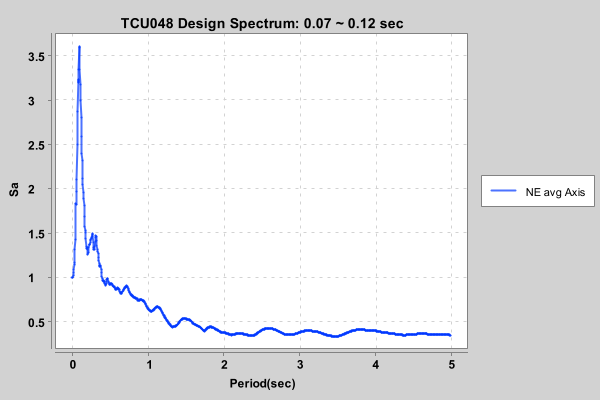 TCU048 Design Spectrum: 0.07 ~ 0.12 sec
3.5
3
2.5
2
1.5
1
0.5
Sa
0 1 2 3 4 5
Period(sec)
NE avg Axis